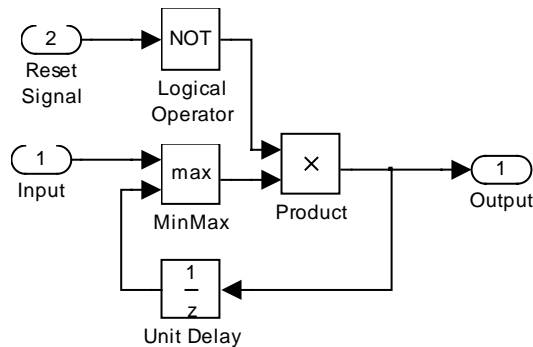 2
Reset
Signal
NOT
Logical
Operator
1
Input
max
MinMax
×
Product
1
Output
1
z
Unit Delay